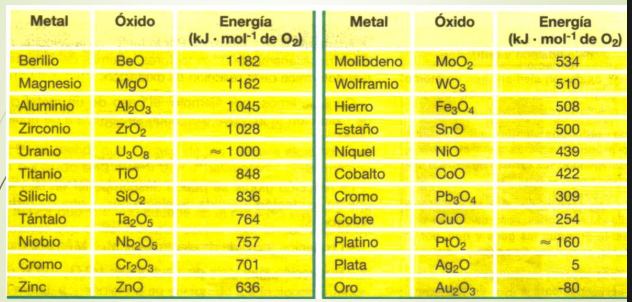 Metal Óxido Energía (kJ · mol⁻¹ de O₂)
Berilio BeO 1 182
Magnesio MgO 1 162
Aluminio Al₂O₃ 1 045
Zirconio ZrO₂ 1 028
Uranio U₃O₈ ≈ 1 000
Titanio TiO 848
Silicio SiO₂ 836
Tántalo Ta₂O₅ 764
Niobio Nb₂O₅ 757
Cromo Cr₂O₃ 701
Zinc ZnO 636
Metal Óxido Energía (kJ · mol⁻¹ de O₂)
Molibdeno MoO₂ 534
Wolframio WO₃ 510
Hierro Fe₃O₄ 508
Estaño SnO 500
Níquel NiO 439
Cobalto CoO 422
Cromo Pb₃O₄ 309
Cobre CuO 254
Platino PtO₂ ≈ 160
Plata Ag₂O 5
Oro Au₂O₃ -80